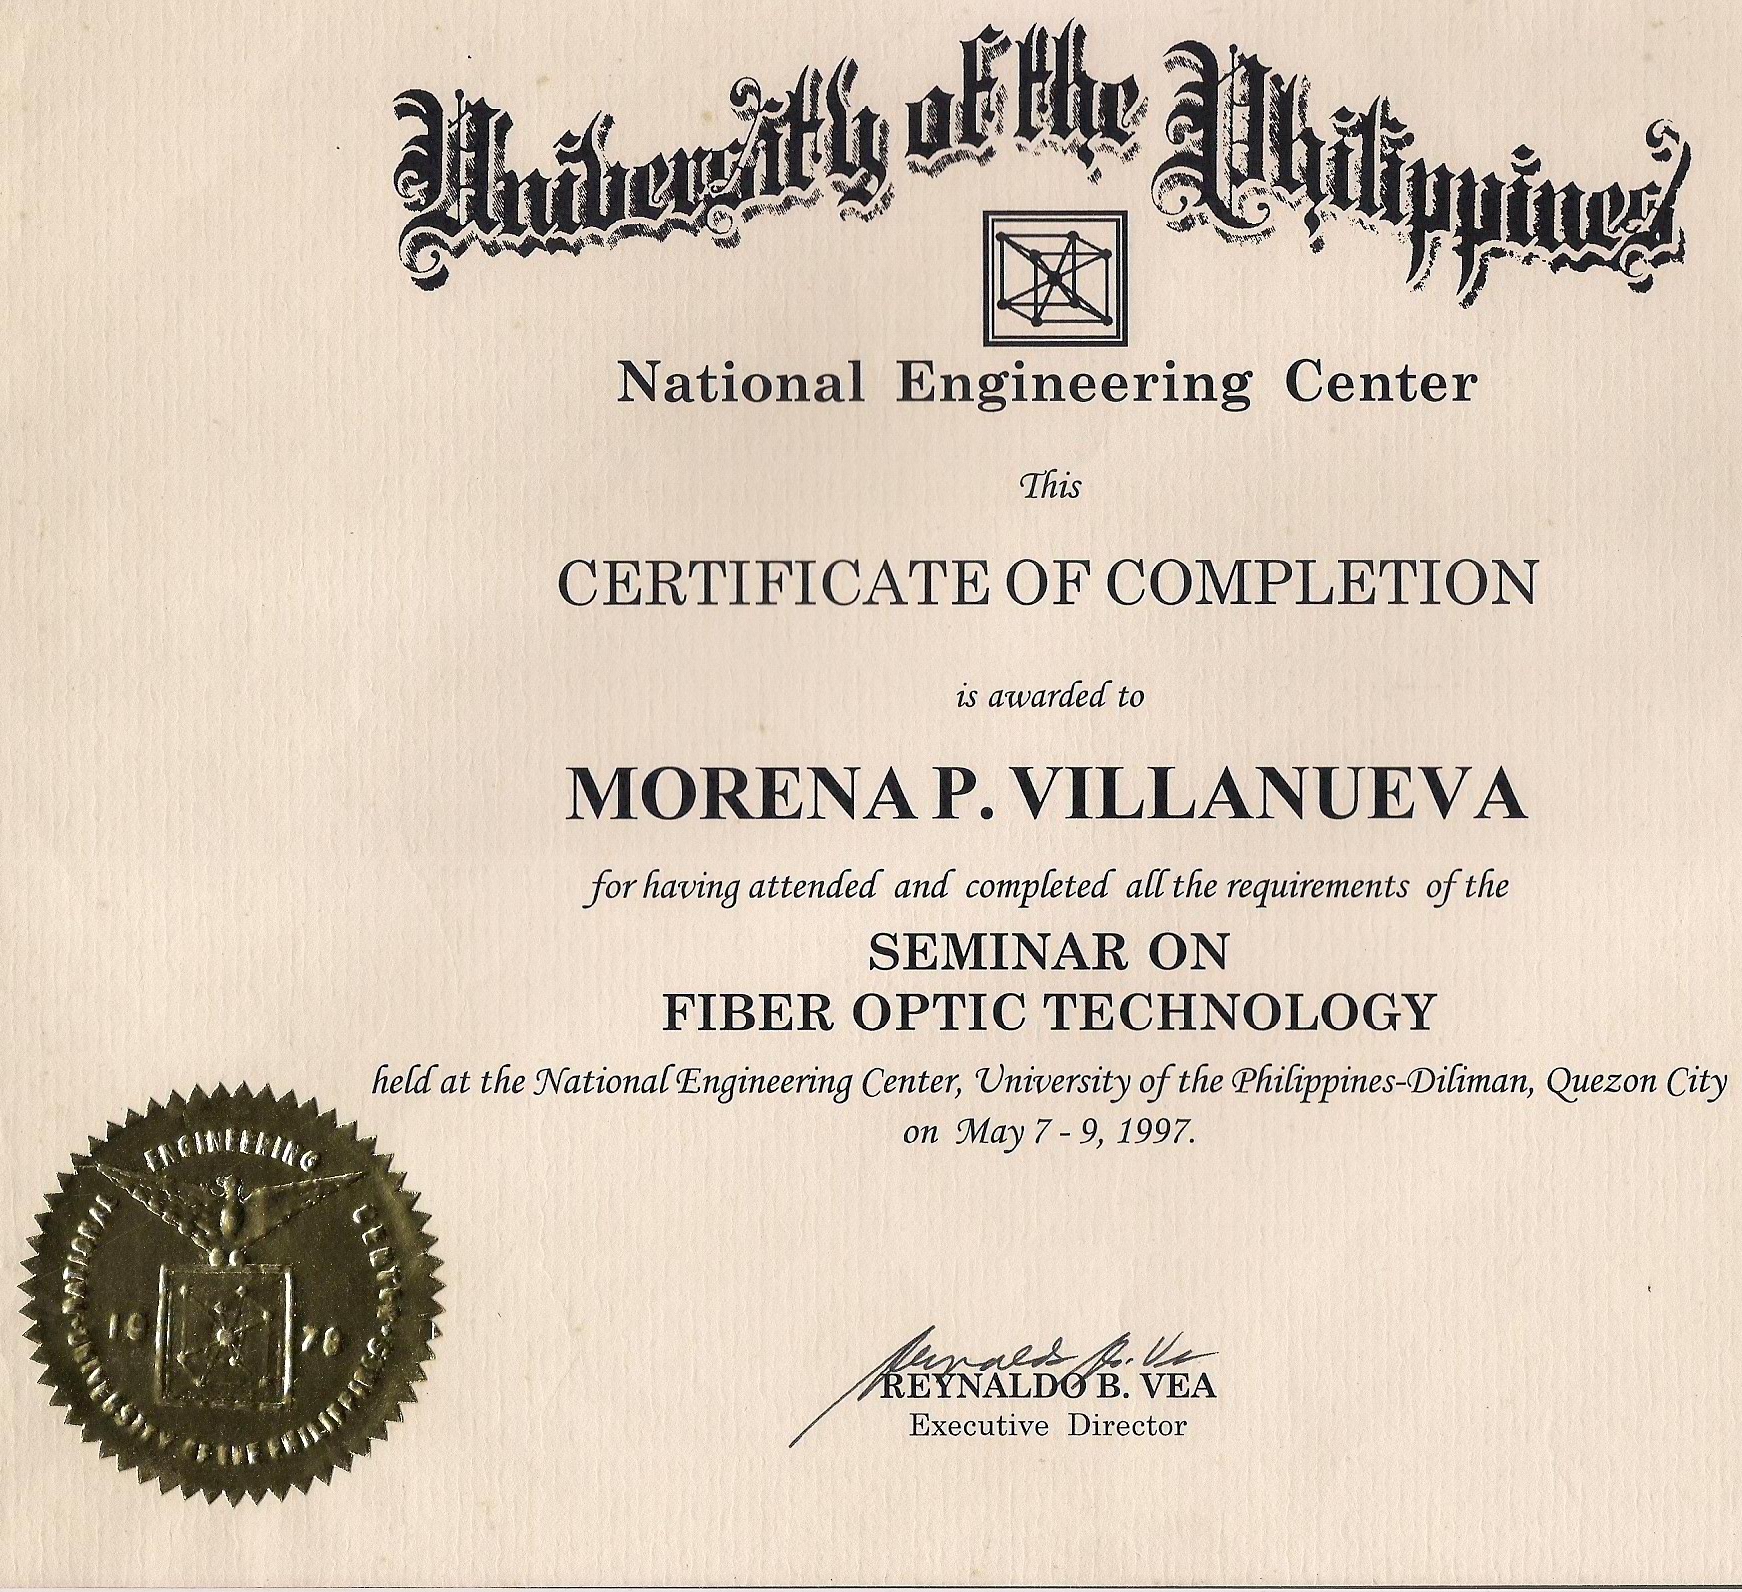 University of the Philippines
National Engineering Center
This
CERTIFICATE OF COMPLETION
is awarded to
MORENA P. VILLANUEVA
for having attended and completed all the requirements of the
SEMINAR ON
FIBER OPTIC TECHNOLOGY
held at the National Engineering Center, University of the Philippines-Diliman, Quezon City
on May 7 - 9, 1997.
Reynaldo B. Vea
REYNALDO B. VEA
Executive Director
NATIONAL ENGINEERING CENTER
UNIVERSITY OF THE PHILIPPINES